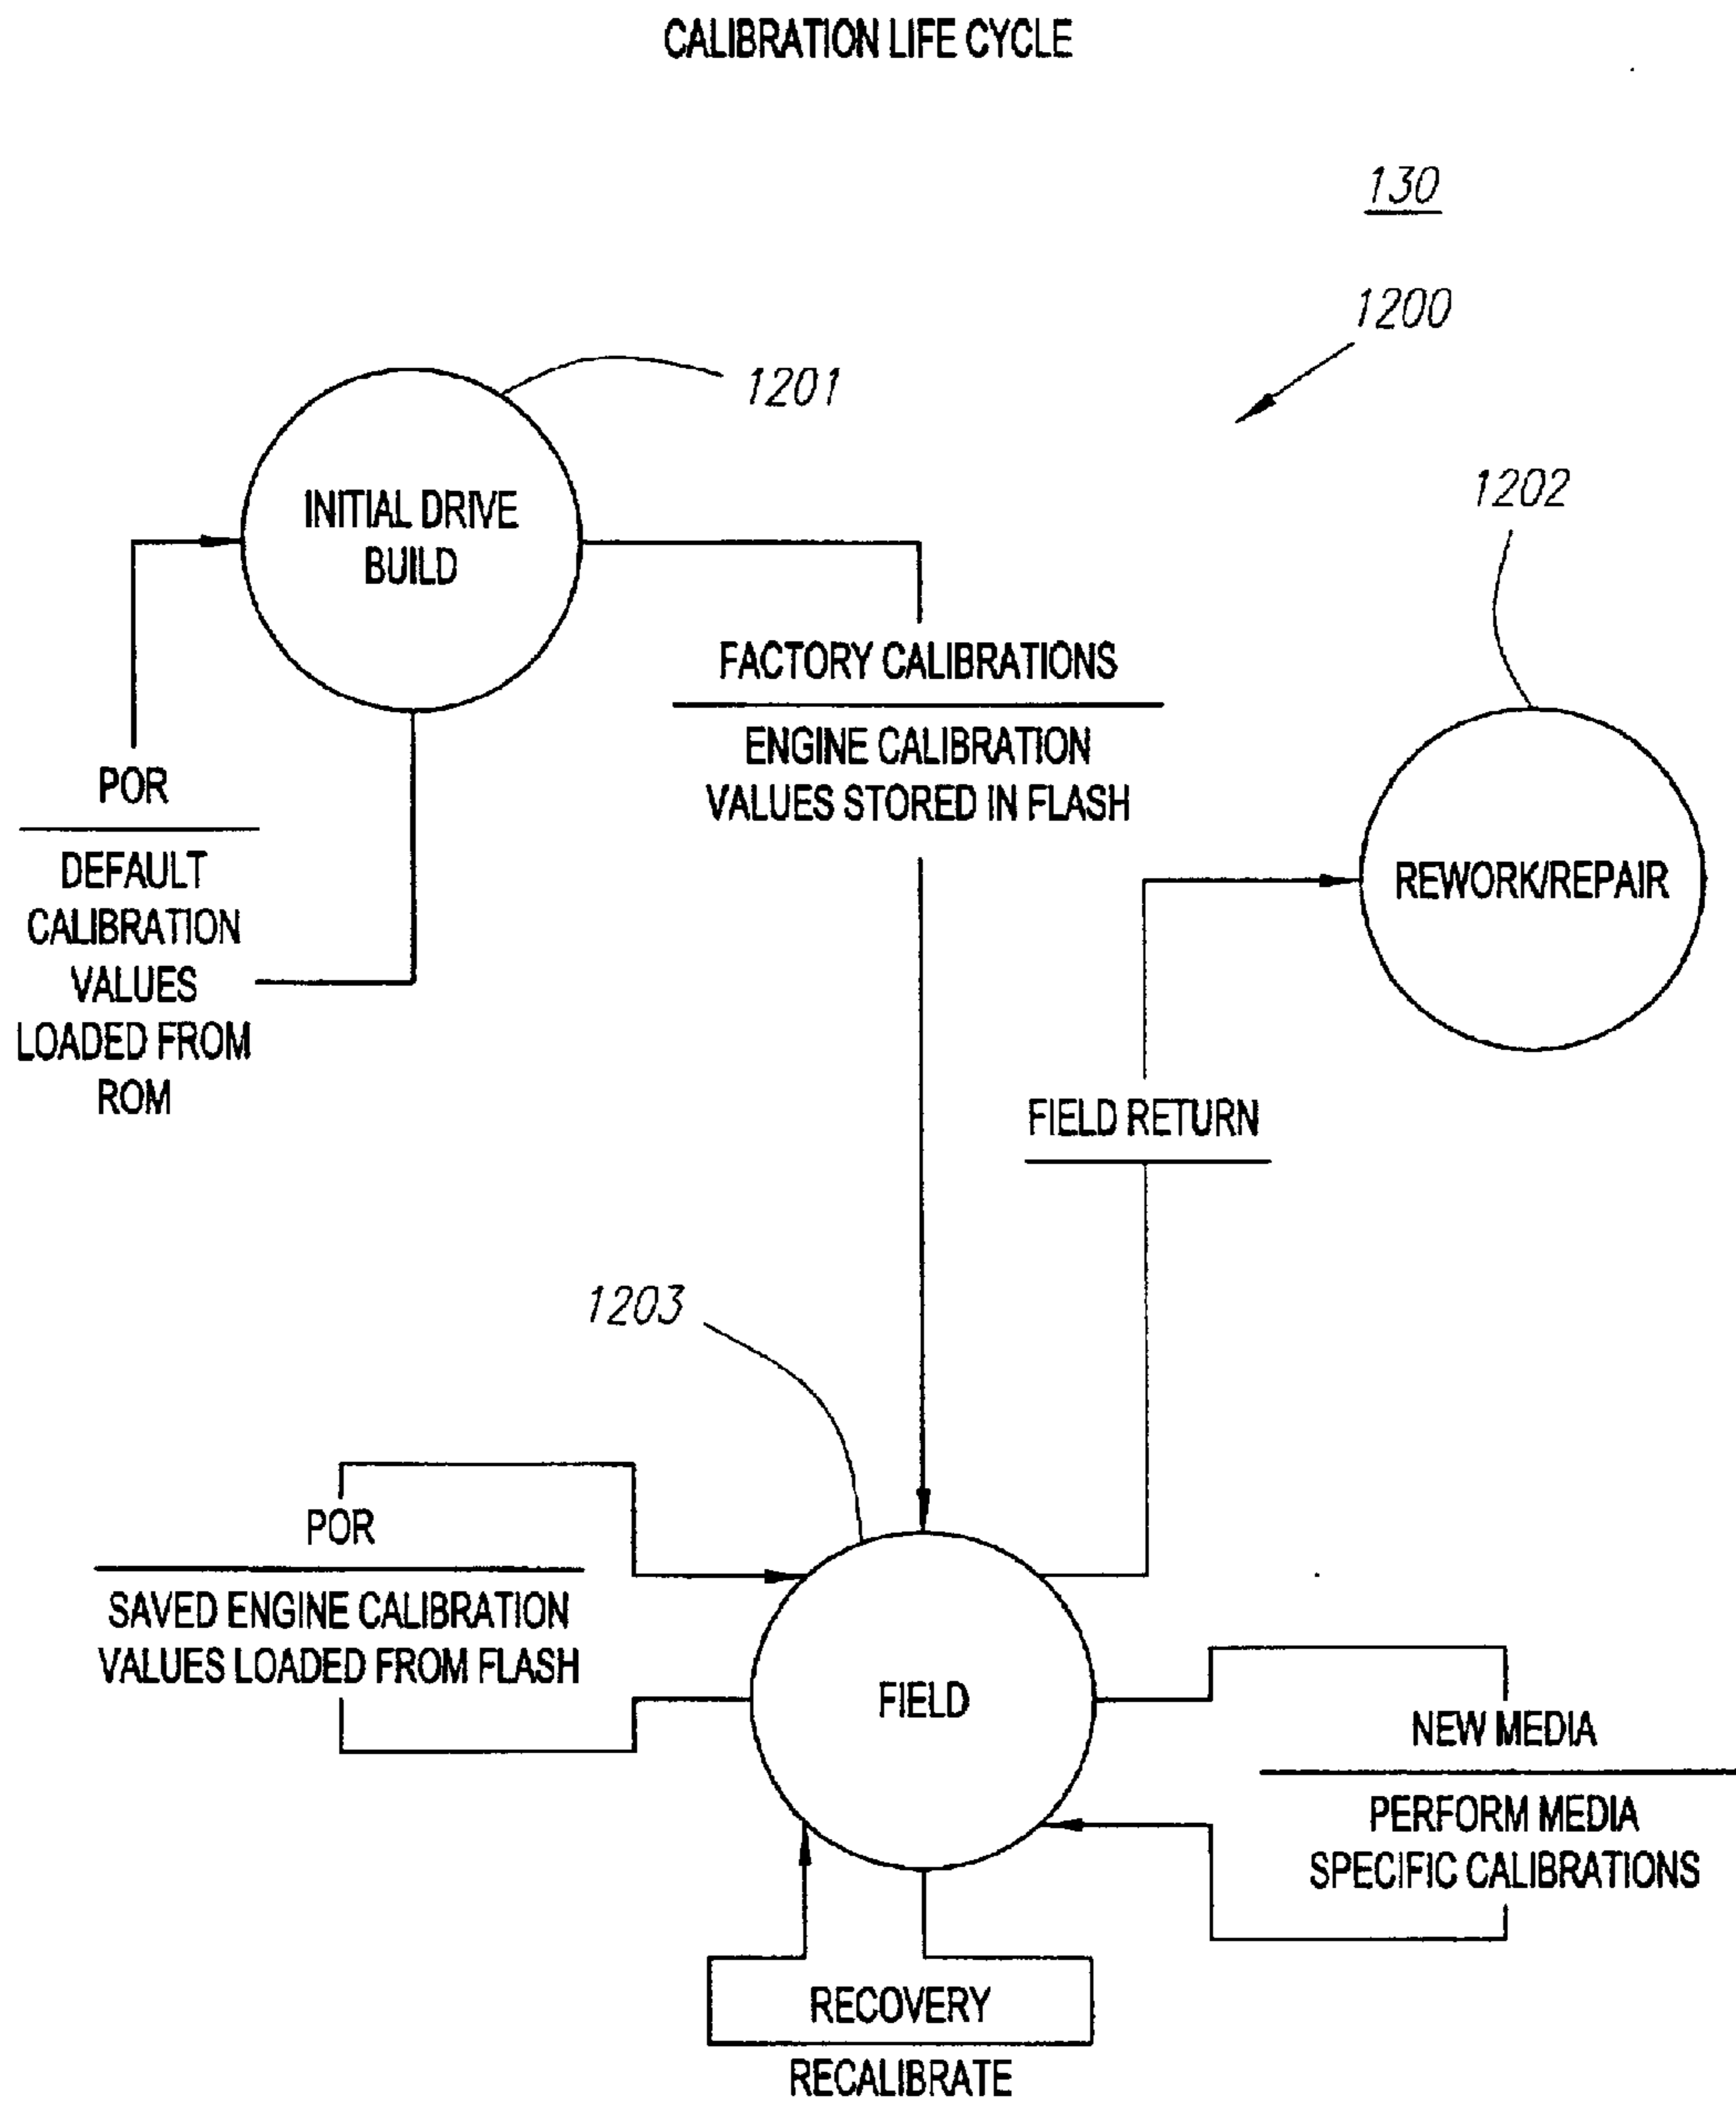 CALIBRATION LIFE CYCLE
130
1200
1201
INITIAL DRIVE
BUILD
1202
FACTORY CALIBRATIONS
ENGINE CALIBRATION
VALUES STORED IN FLASH
POR
DEFAULT
CALIBRATION
VALUES
LOADED FROM
ROM
REWORK/REPAIR
FIELD RETURN
1203
POR
SAVED ENGINE CALIBRATION
VALUES LOADED FROM FLASH
FIELD
NEW MEDIA
PERFORM MEDIA
SPECIFIC CALIBRATIONS
RECOVERY
RECALIBRATE